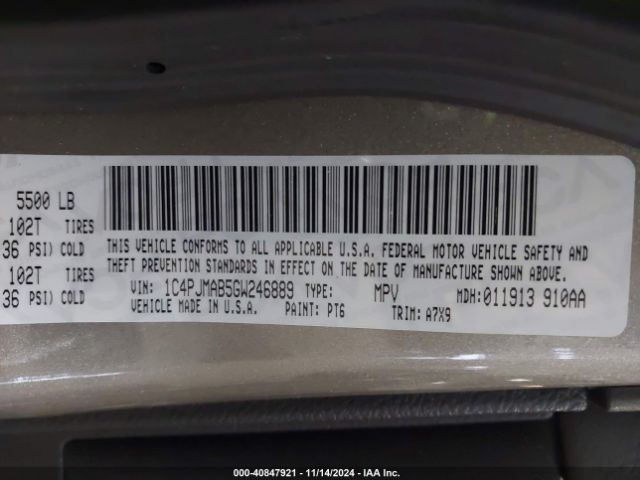 5500 LB
102T TIRES
36 PSI) COLD
102T TIRES
36 PSI) COLD
THIS VEHICLE CONFORMS TO ALL APPLICABLE U.S.A. FEDERAL MOTOR VEHICLE SAFETY AND
THEFT PREVENTION STANDARDS IN EFFECT ON THE DATE OF MANUFACTURE SHOWN ABOVE.
VIN: 1C4PJMAB5GW246889 TYPE: MPV MDH:011913 910AA
VEHICLE MADE IN U.S.A. PAINT: PT6 TRIM: A7X9
000-40847921 - 11/14/2024 - IAA Inc.